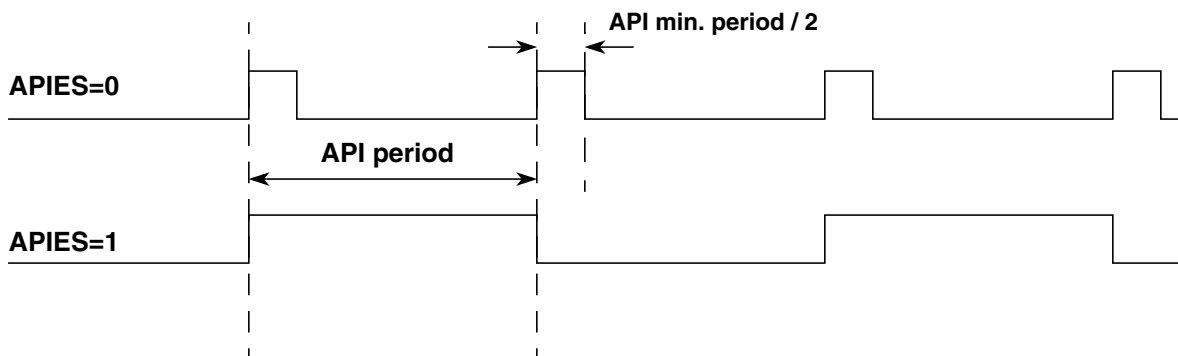 API min. period / 2
APIES=0
API period
APIES=1